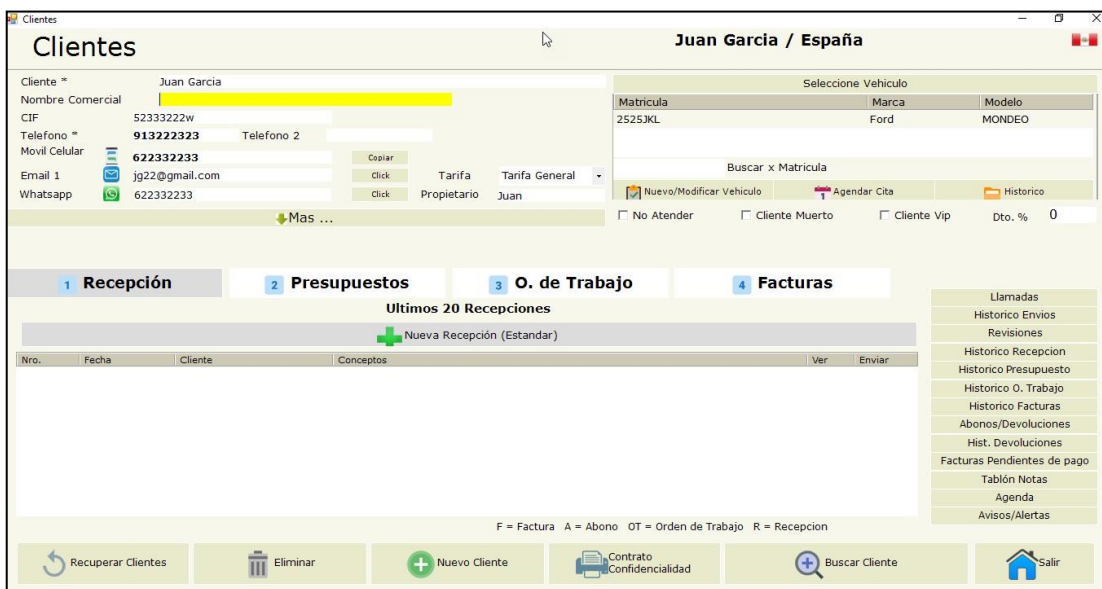 Clientes
Clientes
Juan Garcia / España
Cliente * Juan Garcia
Nombre Comercial
CIF 52333222w
Telefono * 913222323 Telefono 2
Movil Celular 622332233 Copiar
Email 1 jg22@gmail.com Click Tarifa Tarifa General
Whatsapp 622332233 Click Propietario Juan
Mas ...
Seleccione Vehiculo
Matricula Marca Modelo
2525JKL Ford MONDEO
Buscar x Matricula
Nuevo/Modificar Vehiculo 1 Agendar Cita Historico
No Atender Cliente Muerto Cliente Vip Dto. % 0
1 Recepción 2 Presupuestos 3 O. de Trabajo 4 Facturas
Ultimos 20 Recepciones
Nueva Recepción (Estandar)
Nro. Fecha Cliente Conceptos Ver Enviar
Llamadas
Historico Envios
Revisiones
Historico Recepcion
Historico Presupuesto
Historico O. Trabajo
Historico Facturas
Abonos/Devoluciones
Hist. Devoluciones
Facturas Pendientes de pago
Tablón Notas
Agenda
Avisos/Alertas
F = Factura A = Abono OT = Orden de Trabajo R = Recepcion
Recuperar Clientes Eliminar Nuevo Cliente Contrato Confidencialidad Buscar Cliente Salir